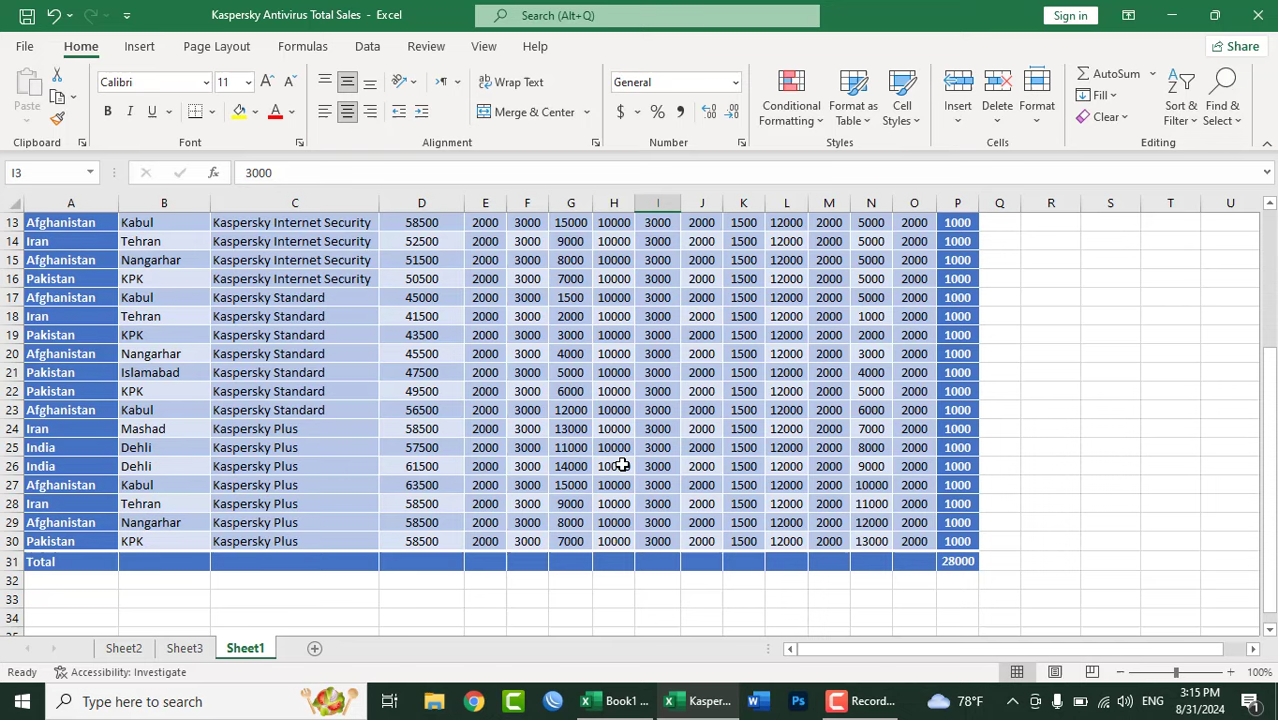 Kaspersky Antivirus Total Sales - Excel
Search (Alt+Q)
Sign in
File Home Insert Page Layout Formulas Data Review View Help
Share
Paste
Calibri 11
Wrap Text
General
AutoSum
B I U
Merge & Center
$ %
Conditional Formatting
Format as Table
Cell Styles
Insert
Delete
Format
Fill
Clear
Sort & Filter
Find & Select
Clipboard Font Alignment Number Styles Cells Editing
I3 fx 3000
A B C D E F G H I J K L M N O P Q R S T U
13 Afghanistan Kabul Kaspersky Internet Security 58500 2000 3000 15000 10000 3000 2000 1500 12000 2000 5000 2000 1000
14 Iran Tehran Kaspersky Internet Security 52500 2000 3000 9000 10000 3000 2000 1500 12000 2000 5000 2000 1000
15 Afghanistan Nangarhar Kaspersky Internet Security 51500 2000 3000 8000 10000 3000 2000 1500 12000 2000 5000 2000 1000
16 Pakistan KPK Kaspersky Internet Security 50500 2000 3000 7000 10000 3000 2000 1500 12000 2000 5000 2000 1000
17 Afghanistan Kabul Kaspersky Standard 45000 2000 3000 1500 10000 3000 2000 1500 12000 2000 5000 2000 1000
18 Iran Tehran Kaspersky Standard 41500 2000 3000 2000 10000 3000 2000 1500 12000 2000 1000 2000 1000
19 Pakistan KPK Kaspersky Standard 43500 2000 3000 3000 10000 3000 2000 1500 12000 2000 2000 2000 1000
20 Afghanistan Nangarhar Kaspersky Standard 45500 2000 3000 4000 10000 3000 2000 1500 12000 2000 3000 2000 1000
21 Pakistan Islamabad Kaspersky Standard 47500 2000 3000 5000 10000 3000 2000 1500 12000 2000 4000 2000 1000
22 Pakistan KPK Kaspersky Standard 49500 2000 3000 6000 10000 3000 2000 1500 12000 2000 5000 2000 1000
23 Afghanistan Kabul Kaspersky Standard 56500 2000 3000 12000 10000 3000 2000 1500 12000 2000 6000 2000 1000
24 Iran Mashad Kaspersky Plus 58500 2000 3000 13000 10000 3000 2000 1500 12000 2000 7000 2000 1000
25 India Dehli Kaspersky Plus 57500 2000 3000 11000 10000 3000 2000 1500 12000 2000 8000 2000 1000
26 India Dehli Kaspersky Plus 61500 2000 3000 14000 10000 3000 2000 1500 12000 2000 9000 2000 1000
27 Afghanistan Kabul Kaspersky Plus 63500 2000 3000 15000 10000 3000 2000 1500 12000 2000 10000 2000 1000
28 Iran Tehran Kaspersky Plus 58500 2000 3000 9000 10000 3000 2000 1500 12000 2000 11000 2000 1000
29 Afghanistan Nangarhar Kaspersky Plus 58500 2000 3000 8000 10000 3000 2000 1500 12000 2000 12000 2000 1000
30 Pakistan KPK Kaspersky Plus 58500 2000 3000 7000 10000 3000 2000 1500 12000 2000 13000 2000 1000
31 Total 28000
32
33
34
Sheet2 Sheet3 Sheet1
Ready Accessibility: Investigate 100%
Type here to search
Book1 ...
Kasper...
Record...
78°F
ENG
3:15 PM
8/31/2024
1